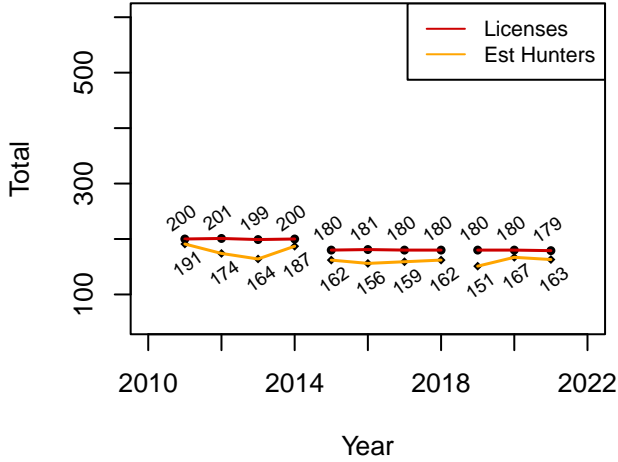 Licenses
Est Hunters
Total
500
300
100
200 201 199 200 180 181 180 180 180 180 179
191 174 164 187 162 156 159 162 151 167 163
2010 2014 2018 2022
Year